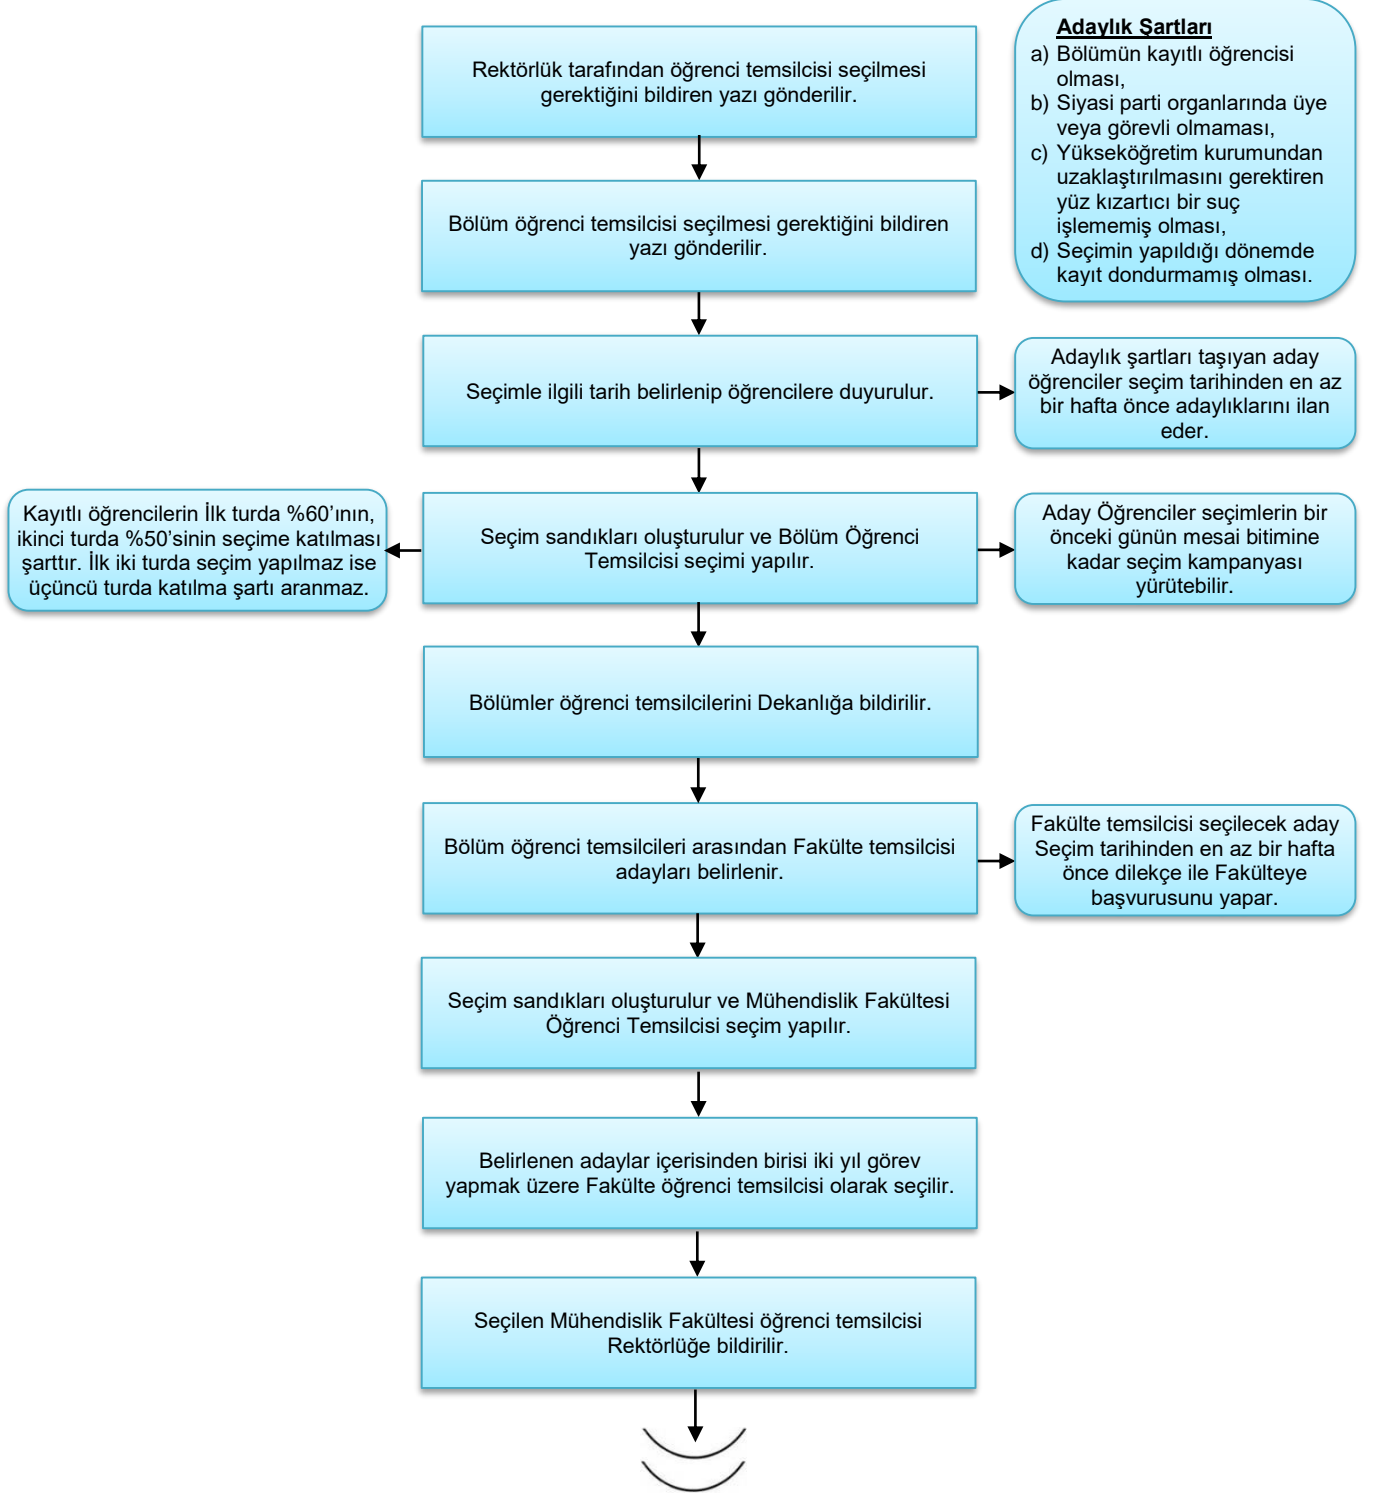 Rektörlük tarafından öğrenci temsilcisi seçilmesi
gerektiğini bildiren yazı gönderilir.
Adaylık Şartları
a) Bölümün kayıtlı öğrencisi
olması,
b) Siyasi parti organlarında üye
veya görevli olmaması,
c) Yükseköğretim kurumundan
uzaklaştırılmasını gerektiren
yüz kızartıcı bir suç
işlememiş olması,
d) Seçimin yapıldığı dönemde
kayıt dondurmamış olması.
Bölüm öğrenci temsilcisi seçilmesi gerektiğini bildiren
yazı gönderilir.
Seçimle ilgili tarih belirlenip öğrencilere duyurulur.
Adaylık şartları taşıyan aday
öğrenciler seçim tarihinden en az
bir hafta önce adaylıklarını ilan
eder.
Kayıtlı öğrencilerin İlk turda %60’ının,
ikinci turda %50’sinin seçime katılması
şarttır. İlk iki turda seçim yapılmaz ise
üçüncü turda katılma şartı aranmaz.
Seçim sandıkları oluşturulur ve Bölüm Öğrenci
Temsilcisi seçimi yapılır.
Aday Öğrenciler seçimlerin bir
önceki günün mesai bitimine
kadar seçim kampanyası
yürütebilir.
Bölümler öğrenci temsilcilerini Dekanlığa bildirilir.
Bölüm öğrenci temsilcileri arasından Fakülte temsilcisi
adayları belirlenir.
Fakülte temsilcisi seçilecek aday
Seçim tarihinden en az bir hafta
önce dilekçe ile Fakülteye
başvurusunu yapar.
Seçim sandıkları oluşturulur ve Mühendislik Fakültesi
Öğrenci Temsilcisi seçim yapılır.
Belirlenen adaylar içerisinden birisi iki yıl görev
yapmak üzere Fakülte öğrenci temsilcisi olarak seçilir.
Seçilen Mühendislik Fakültesi öğrenci temsilcisi
Rektörlüğe bildirilir.